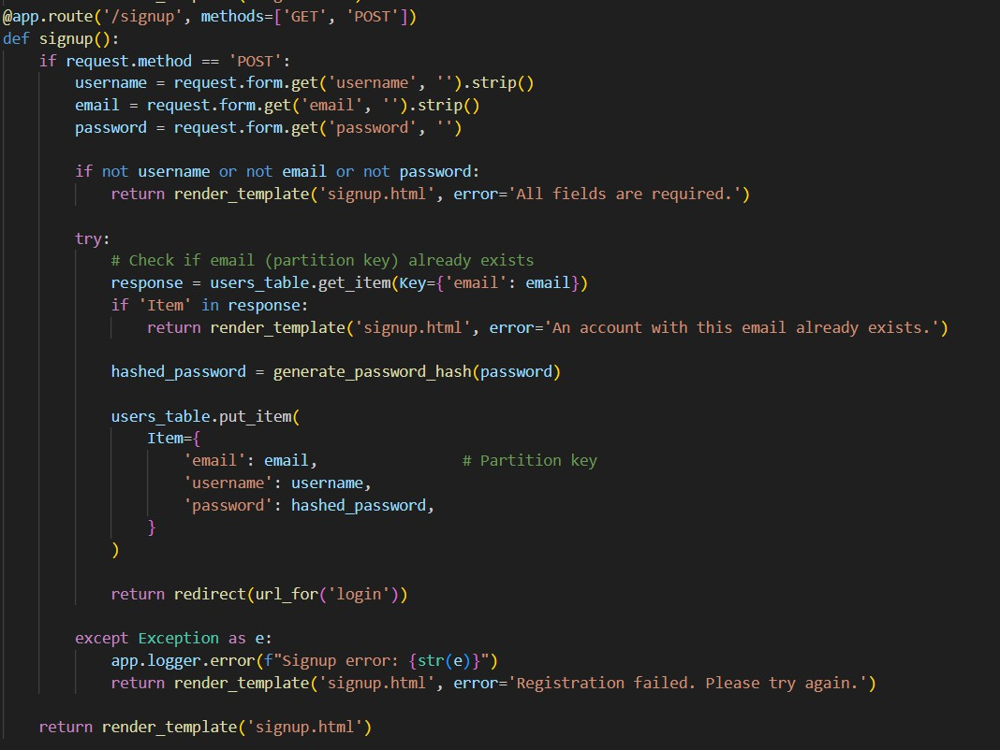 @app.route('/signup', methods=['GET', 'POST'])
def signup():
    if request.method == 'POST':
        username = request.form.get('username', '').strip()
        email = request.form.get('email', '').strip()
        password = request.form.get('password', '')

        if not username or not email or not password:
            return render_template('signup.html', error='All fields are required.')

        try:
            # Check if email (partition key) already exists
            response = users_table.get_item(Key={'email': email})
            if 'Item' in response:
                return render_template('signup.html', error='An account with this email already exists.')

            hashed_password = generate_password_hash(password)

            users_table.put_item(
                Item={
                    'email': email,                # Partition key
                    'username': username,
                    'password': hashed_password,
                }
            )

            return redirect(url_for('login'))

        except Exception as e:
            app.logger.error(f"Signup error: {str(e)}")
            return render_template('signup.html', error='Registration failed. Please try again.')

    return render_template('signup.html')